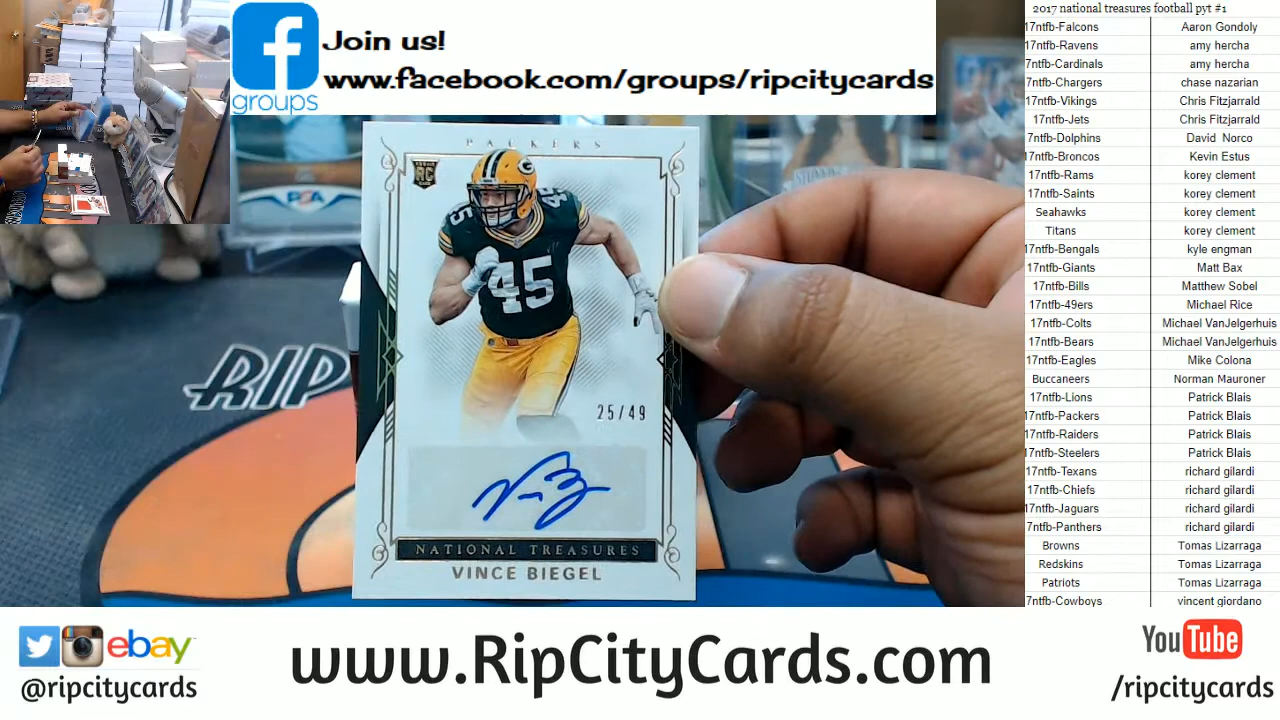 Join us!
www.facebook.com/groups/ripcitycards
groups
2017 national treasures football pyt #1
17ntfb-Falcons Aaron Gondoly
17ntfb-Ravens amy hercha
7ntfb-Cardinals amy hercha
7ntfb-Chargers chase nazarian
17ntfb-Vikings Chris Fitzjarrald
17ntfb-Jets Chris Fitzjarrald
7ntfb-Dolphins David Norco
17ntfb-Broncos Kevin Estus
17ntfb-Rams korey clement
17ntfb-Saints korey clement
Seahawks korey clement
Titans korey clement
17ntfb-Bengals kyle engman
17ntfb-Giants Matt Bax
17ntfb-Bills Matthew Sobel
17ntfb-49ers Michael Rice
17ntfb-Colts Michael VanJelgerhuis
17ntfb-Bears Michael VanJelgerhuis
17ntfb-Eagles Mike Colona
Buccaneers Norman Mauroner
17ntfb-Lions Patrick Blais
17ntfb-Packers Patrick Blais
17ntfb-Raiders Patrick Blais
17ntfb-Steelers Patrick Blais
17ntfb-Texans richard gilardi
17ntfb-Chiefs richard gilardi
17ntfb-Jaguars richard gilardi
7ntfb-Panthers richard gilardi
Browns Tomas Lizarraga
Redskins Tomas Lizarraga
Patriots Tomas Lizarraga
7ntfb-Cowboys vincent giordano
PACKERS
RC
PSA
45
45
45
RIP
25/49
NATIONAL TREASURES
VINCE BIEGEL
ebay
@ripcitycards
www.RipCityCards.com
YouTube
/ripcitycards